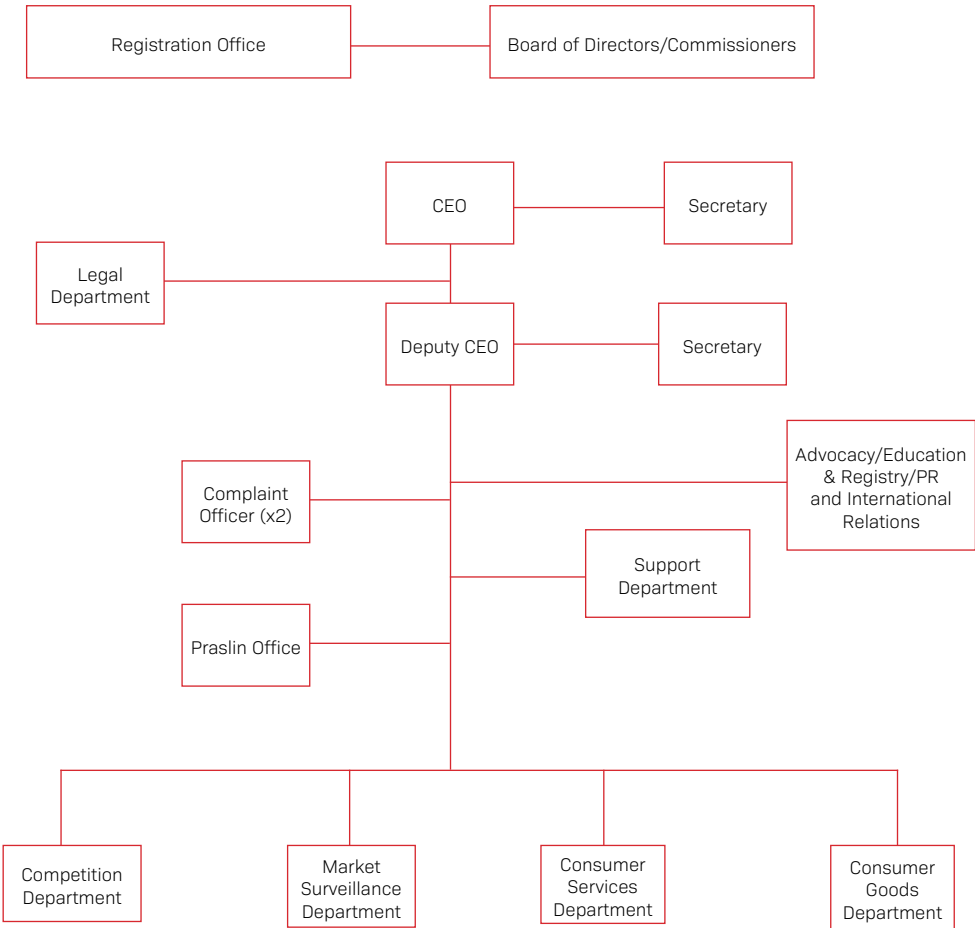 Registration Office
Board of Directors/Commissioners
CEO
Secretary
Legal
Department
Deputy CEO
Secretary
Advocacy/Education
& Registry/PR
and International
Relations
Complaint
Officer (x2)
Support
Department
Praslin Office
Competition
Department
Market
Surveillance
Department
Consumer
Services
Department
Consumer
Goods
Department